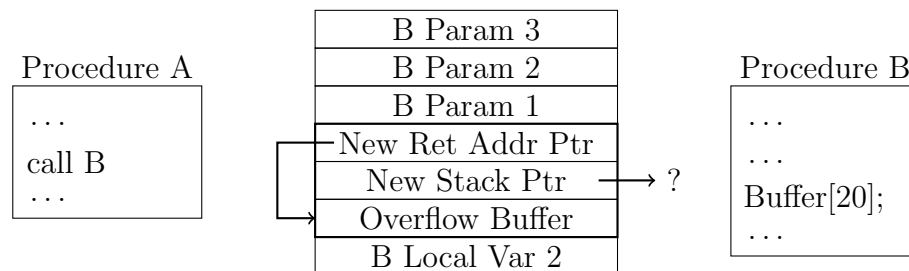 Procedure A
...
call B
...
B Param 3
B Param 2
B Param 1
New Ret Addr Ptr
New Stack Ptr
?
Overflow Buffer
B Local Var 2
Procedure B
...
...
Buffer[20];
...